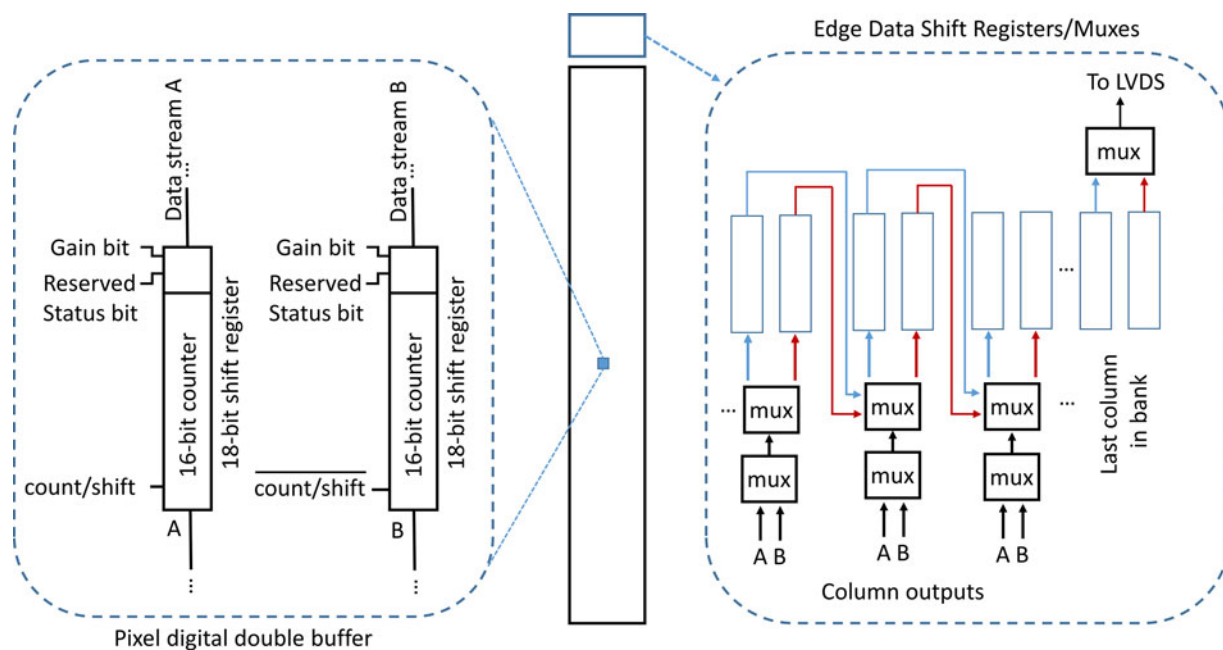 Data stream A
...
Gain bit
Reserved
Status bit
16-bit counter
18-bit shift register
count/shift
A
...
Data stream B
...
Gain bit
Reserved
Status bit
16-bit counter
18-bit shift register
count/shift
B
...
Pixel digital double buffer
Edge Data Shift Registers/Muxes
To LVDS
mux
...
... mux mux mux ...
mux mux mux
A B A B A B
Last column
in bank
Column outputs